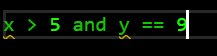 x > 5 and y == 9